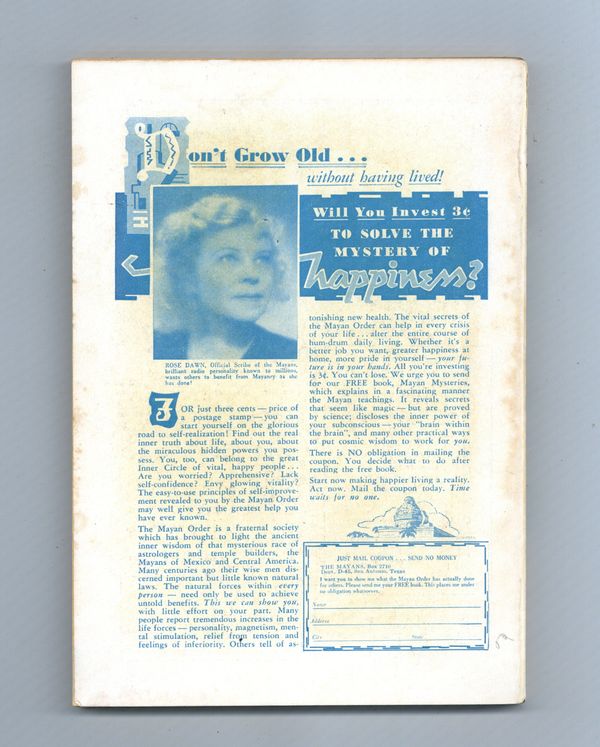 Don't Grow Old...
without having lived!
Will You Invest 3¢
TO SOLVE THE
MYSTERY OF
happiness?
ROSE DAWN, Official Scribe of the Mayans,
brilliant radio personality known to millions,
wants others to benefit from Mayanry as she
has done!
FOR just three cents — price of
a postage stamp — you can
start yourself on the glorious
road to self-realization! Find out the real
inner truth about life, about you, about
the miraculous hidden powers you pos-
sess. You, too, can belong to the great
Inner Circle of vital, happy people...
Are you worried? Apprehensive? Lack
self-confidence? Envy glowing vitality?
The easy-to-use principles of self-improve-
ment revealed to you by the Mayan Order
may well give you the greatest help you
have ever known.
The Mayan Order is a fraternal society
which has brought to light the ancient
inner wisdom of that mysterious race of
astrologers and temple builders, the
Mayans of Mexico and Central America.
Many centuries ago their wise men dis-
cerned important but little known natural
laws. The natural forces within every
person — need only be used to achieve
untold benefits. This we can show you,
with little effort on your part. Many
people report tremendous increases in the
life forces — personality, magnetism, men-
tal stimulation, relief from tension and
feelings of inferiority. Others tell of as-
tonishing new health. The vital secrets of
the Mayan Order can help in every crisis
of your life...alter the entire course of
hum-drum daily living. Whether it's a
better job you want, greater happiness at
home, more pride in yourself — your fu-
ture is in your hands. All you're investing
is 3¢. You can't lose. We urge you to send
for our FREE book, Mayan Mysteries,
which explains in a fascinating manner
the Mayan teachings. It reveals secrets
that seem like magic — but are proved
by science; discloses the inner power of
your subconscious — your "brain within
the brain", and many other practical ways
to put cosmic wisdom to work for you.
There is NO obligation in mailing the
coupon. You decide what to do after
reading the free book.
Start now making happier living a reality.
Act now. Mail the coupon today. Time
waits for no one.
JUST MAIL COUPON...SEND NO MONEY
THE MAYANS, Box 2710
Dept. D-45, San Antonio, Texas
I want you to show me what the Mayan Order has actually done
for others. Please send me your FREE book. This places me under
no obligation whatsoever.
Name
Address
City State